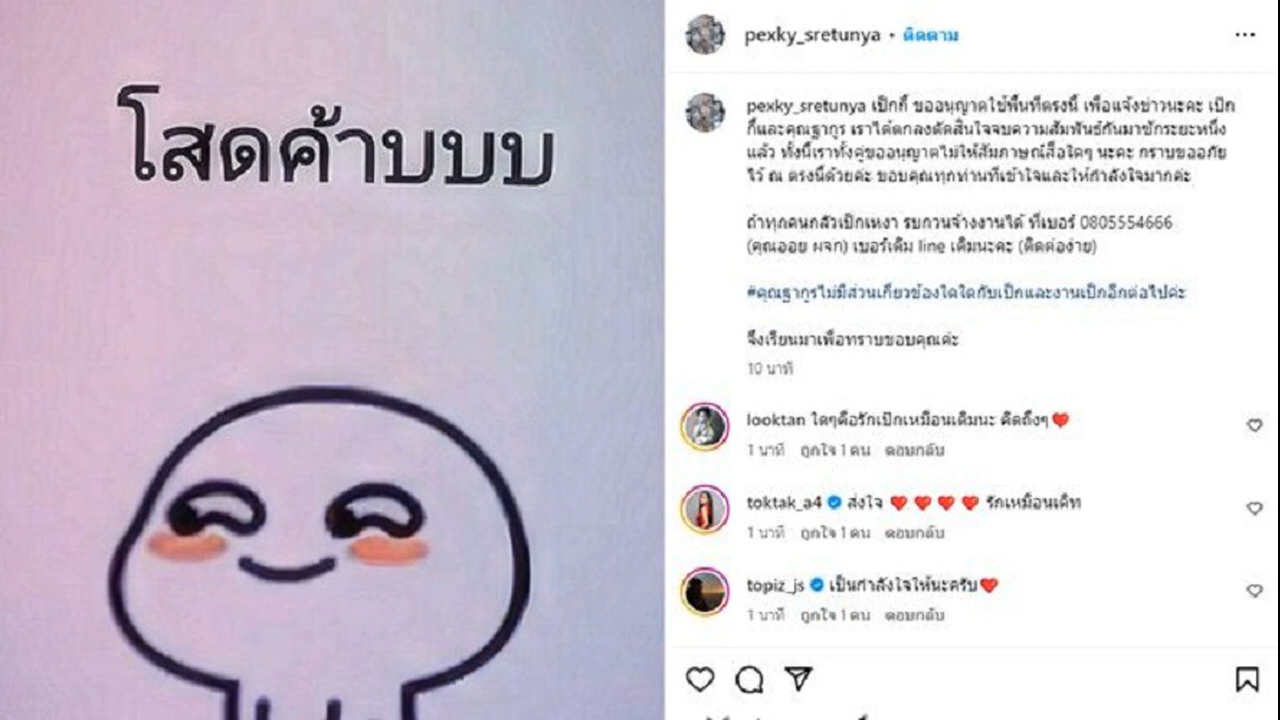 โสดค้าบบบ
pexky_sretunya • ติดตาม
pexky_sretunya เป๊กกี้ ขออนุญาตใช้พื้นที่ตรงนี้ เพื่อแจ้งข่าวนะคะ เป๊ก
กี้และคุณธากูร เราได้ตกลงตัดสินใจจบความสัมพันธ์กันมาซักระยะหนึ่ง
แล้ว ทั้งนี้เราทั้งคู่ขออนุญาตไม่ให้สัมภาษณ์สื่อใดๆ นะคะ กราบขออภัย
ไว้ ณ ตรงนี้ด้วยค่ะ ขอบคุณทุกท่านที่เข้าใจและให้กำลังใจมากค่ะ
ถ้าทุกคนกลัวเป๊กเหงา รบกวนจ้างงานได้ ที่เบอร์ 0805554666
(คุณออย ผจก) เบอร์เดิม line เดิมนะคะ (ติดต่อง่าย)
#คุณธากูรไม่มีส่วนเกี่ยวข้องใดใดกับเป๊กและงานเป๊กอีกต่อไปค่ะ
จึงเรียนมาเพื่อทราบขอบคุณค่ะ
10 นาที
looktan ใดๆคือรักเป๊กเหมือนเดิมนะ คิดถึงๆ❤️
1 นาที ถูกใจ 1 คน ตอบกลับ
toktak_a4 ส่งใจ ❤️ ❤️ ❤️ ❤️ รักเหมือนเดิท
1 นาที ถูกใจ 1 คน ตอบกลับ
topiz_js เป็นกำลังใจให้นะครับ❤️
1 นาที ถูกใจ 1 คน ตอบกลับ